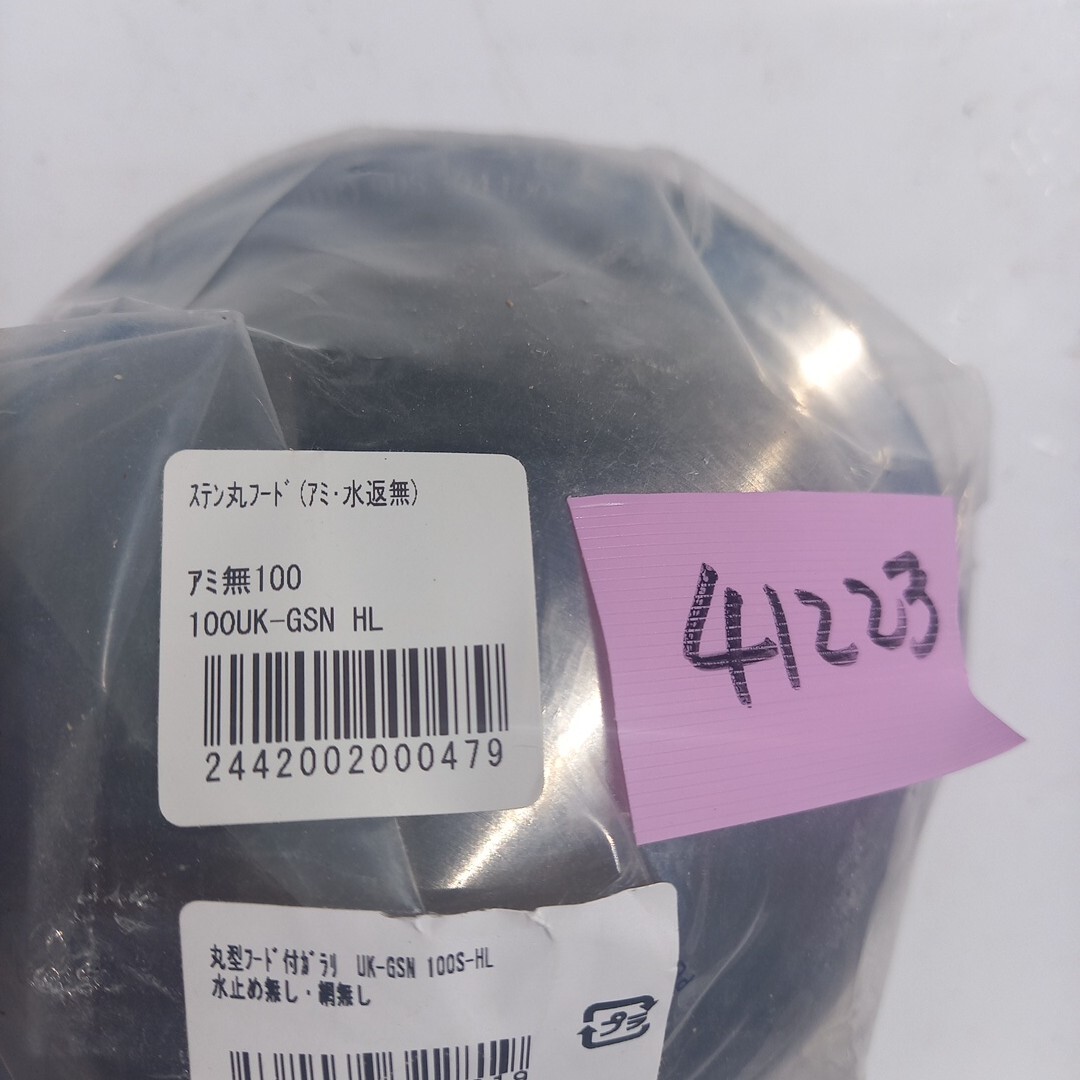 ｽﾃﾝ丸ﾌｰﾄﾞ(ｱﾐ･水返無)
ｱﾐ無100
100UK-GSN HL
2442002000479
41223
丸型ﾌｰﾄﾞ付ｶﾞﾗﾘ UK-GSN 100S-HL
水止め無し・網無し
プラ